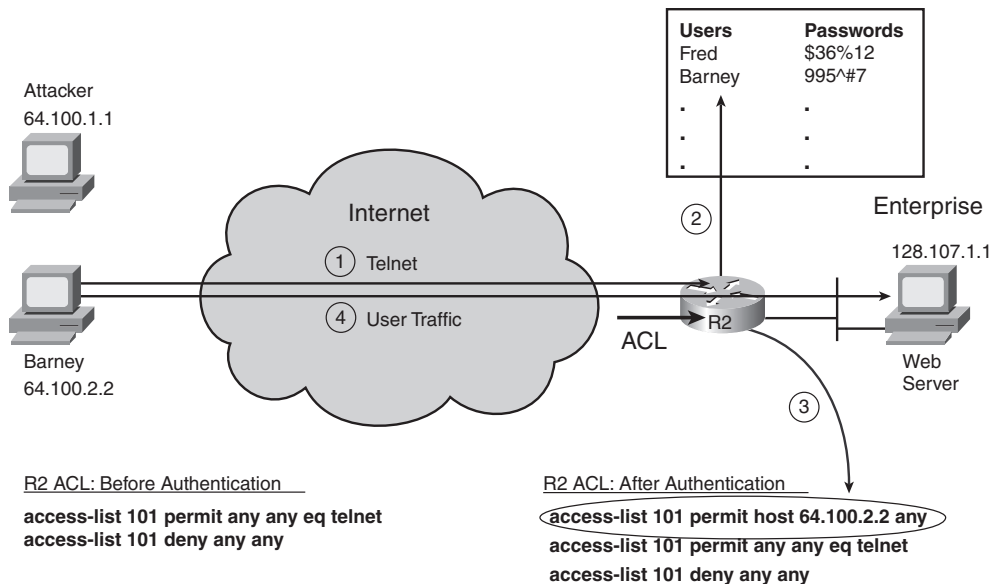 Users Passwords
Fred $36%12
Barney 995^#7
. .
. .
. .
Attacker
64.100.1.1
Internet
2
Enterprise
128.107.1.1
1 Telnet
4 User Traffic
ACL
R2
Barney
64.100.2.2
Web
Server
3
R2 ACL: Before Authentication
access-list 101 permit any any eq telnet
access-list 101 deny any any
R2 ACL: After Authentication
access-list 101 permit host 64.100.2.2 any
access-list 101 permit any any eq telnet
access-list 101 deny any any